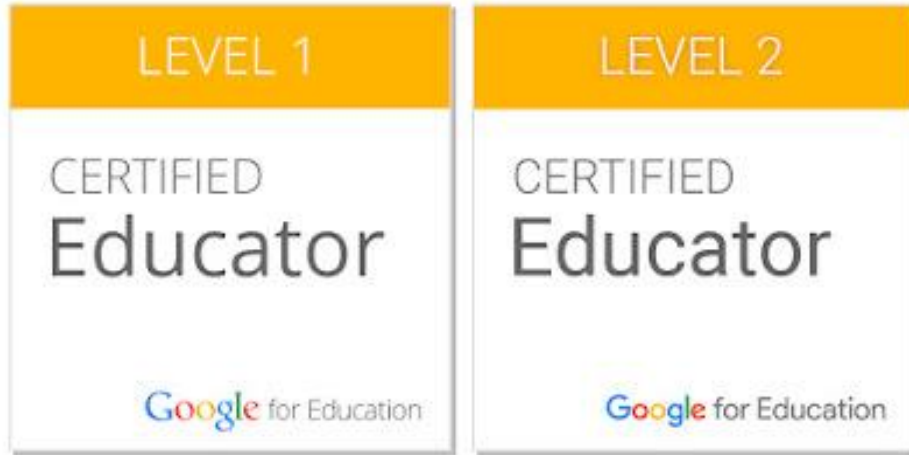 LEVEL 1
CERTIFIED
Educator
Google for Education
LEVEL 2
CERTIFIED
Educator
Google for Education